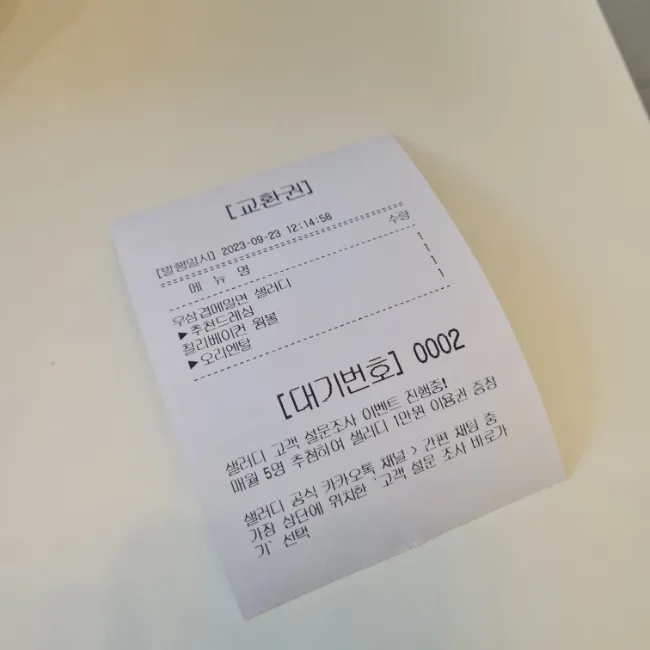 [교환권]
[발행일시] 2023-09-23 12:14:58
메 뉴 명 수량
우삼겹메밀면 샐러디 1
▶추천드레싱 1
칠리베이컨 웜볼 1
▶오리엔탈 1
[대기번호] 0002
샐러디 고객 설문조사 이벤트 진행중!
매월 5명 추첨하여 샐러디 1만원 이용권 증정
샐러디 공식 카카오톡 채널 > 간편 채팅 중
가장 상단에 위치한 '고객 설문 조사 바로가
기' 선택